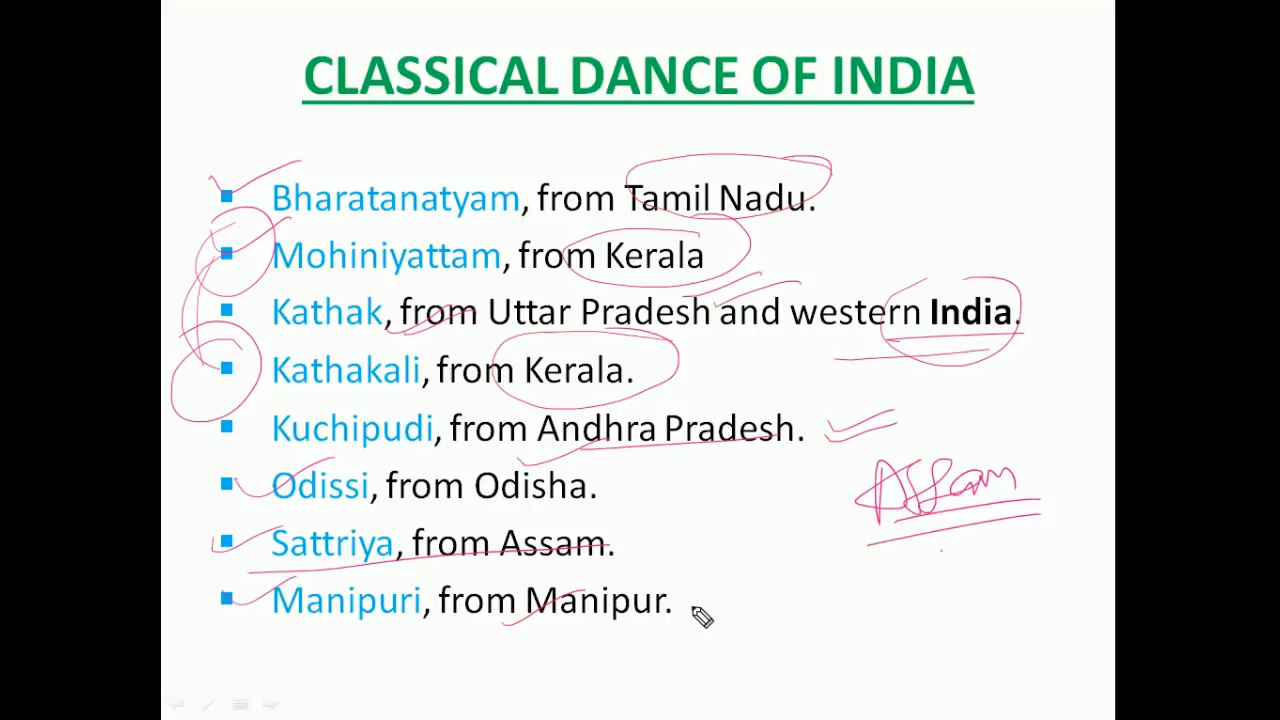 CLASSICAL DANCE OF INDIA
Bharatanatyam, from Tamil Nadu.
Mohiniyattam, from Kerala
Kathak, from Uttar Pradesh and western India.
Kathakali, from Kerala.
Kuchipudi, from Andhra Pradesh.
Odissi, from Odisha.
Assam
Sattriya, from Assam.
Manipuri, from Manipur.